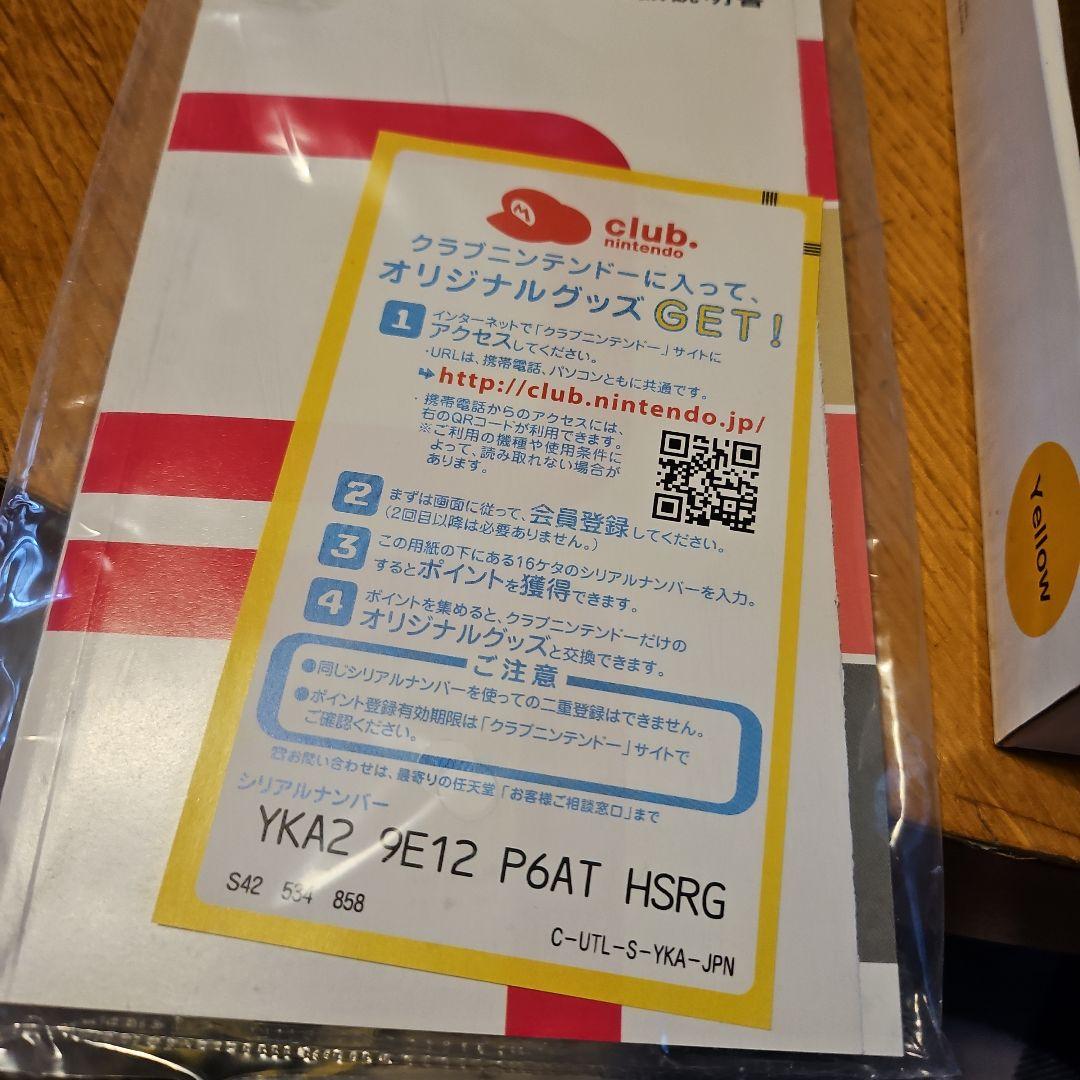 club.
nintendo
クラブニンテンドーに入って、
オリジナルグッズGET!
1 インターネットで「クラブニンテンドー」サイトに
アクセスしてください。
・URLは、携帯電話、パソコンともに共通です。
http://club.nintendo.jp/
・携帯電話からのアクセスには、
右のQRコードが利用できます。
※ご利用の機種や使用条件に
よって、読み取れない場合が
あります。
2 まずは画面に従って、会員登録してください。
(2回目以降は必要ありません。)
3 この用紙の下にある16ケタのシリアルナンバーを入力。
するとポイントを獲得できます。
4 ポイントを集めると、クラブニンテンドーだけの
オリジナルグッズと交換できます。
ご注意
●同じシリアルナンバーを使っての二重登録はできません。
●ポイント登録有効期限は「クラブニンテンドー」サイトで
ご確認ください。
お問い合わせは、最寄りの任天堂「お客様ご相談窓口」まで
シリアルナンバー
YKA2 9E12 P6AT HSRG
S42 534 858
C-UTL-S-YKA-JPN
Yellow